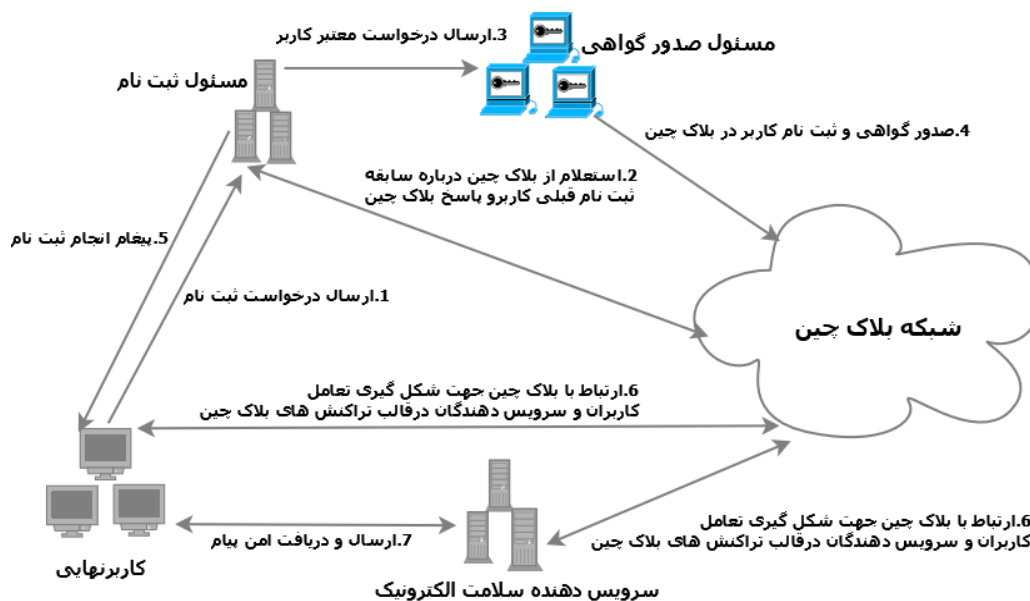 3.ارسال درخواست معتبر کاربر
مسئول صدور گواهی
مسئول ثبت نام
4.صدور گواهی و ثبت نام کاربر در بلاک چین
2.استعلام از بلاک چین درباره سابقه
ثبت نام قبلی کاربرو پاسخ بلاک چین
5.پیغام انجام ثبت نام
1.ارسال درخواست ثبت نام
شبکه بلاک چین
6.ارتباط با بلاک چین جهت شکل گیری تعامل
کاربران و سرویس دهندگان درقالب تراکنش های بلاک چین
6.ارتباط با بلاک چین جهت شکل گیری تعامل
کاربران و سرویس دهندگان درقالب تراکنش های بلاک چین
7.ارسال و دریافت امن پیام
کاربرنهایی
سرویس دهنده سلامت الکترونیک